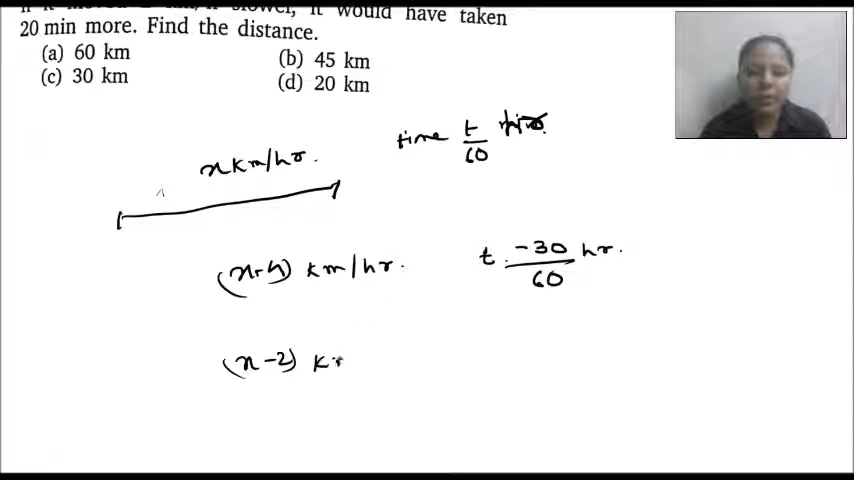 20 min more. Find the distance.
(a) 60 km (b) 45 km
(c) 30 km (d) 20 km
x km/hr. time t/60
(x+4) km/hr. t -30/60 hr.
(x-2) k